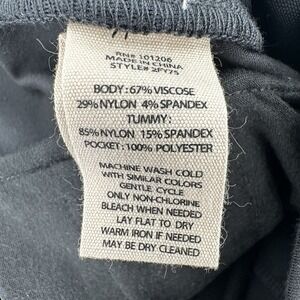 RN# 101206
MADE IN CHINA
STYLE# 2FY75
BODY: 67% VISCOSE
29% NYLON 4% SPANDEX
TUMMY:
85% NYLON 15% SPANDEX
POCKET: 100% POLYESTER
MACHINE WASH COLD
WITH SIMILAR COLORS
GENTLE CYCLE
ONLY NON-CHLORINE
BLEACH WHEN NEEDED
LAY FLAT TO DRY
WARM IRON IF NEEDED
MAY BE DRY CLEANED